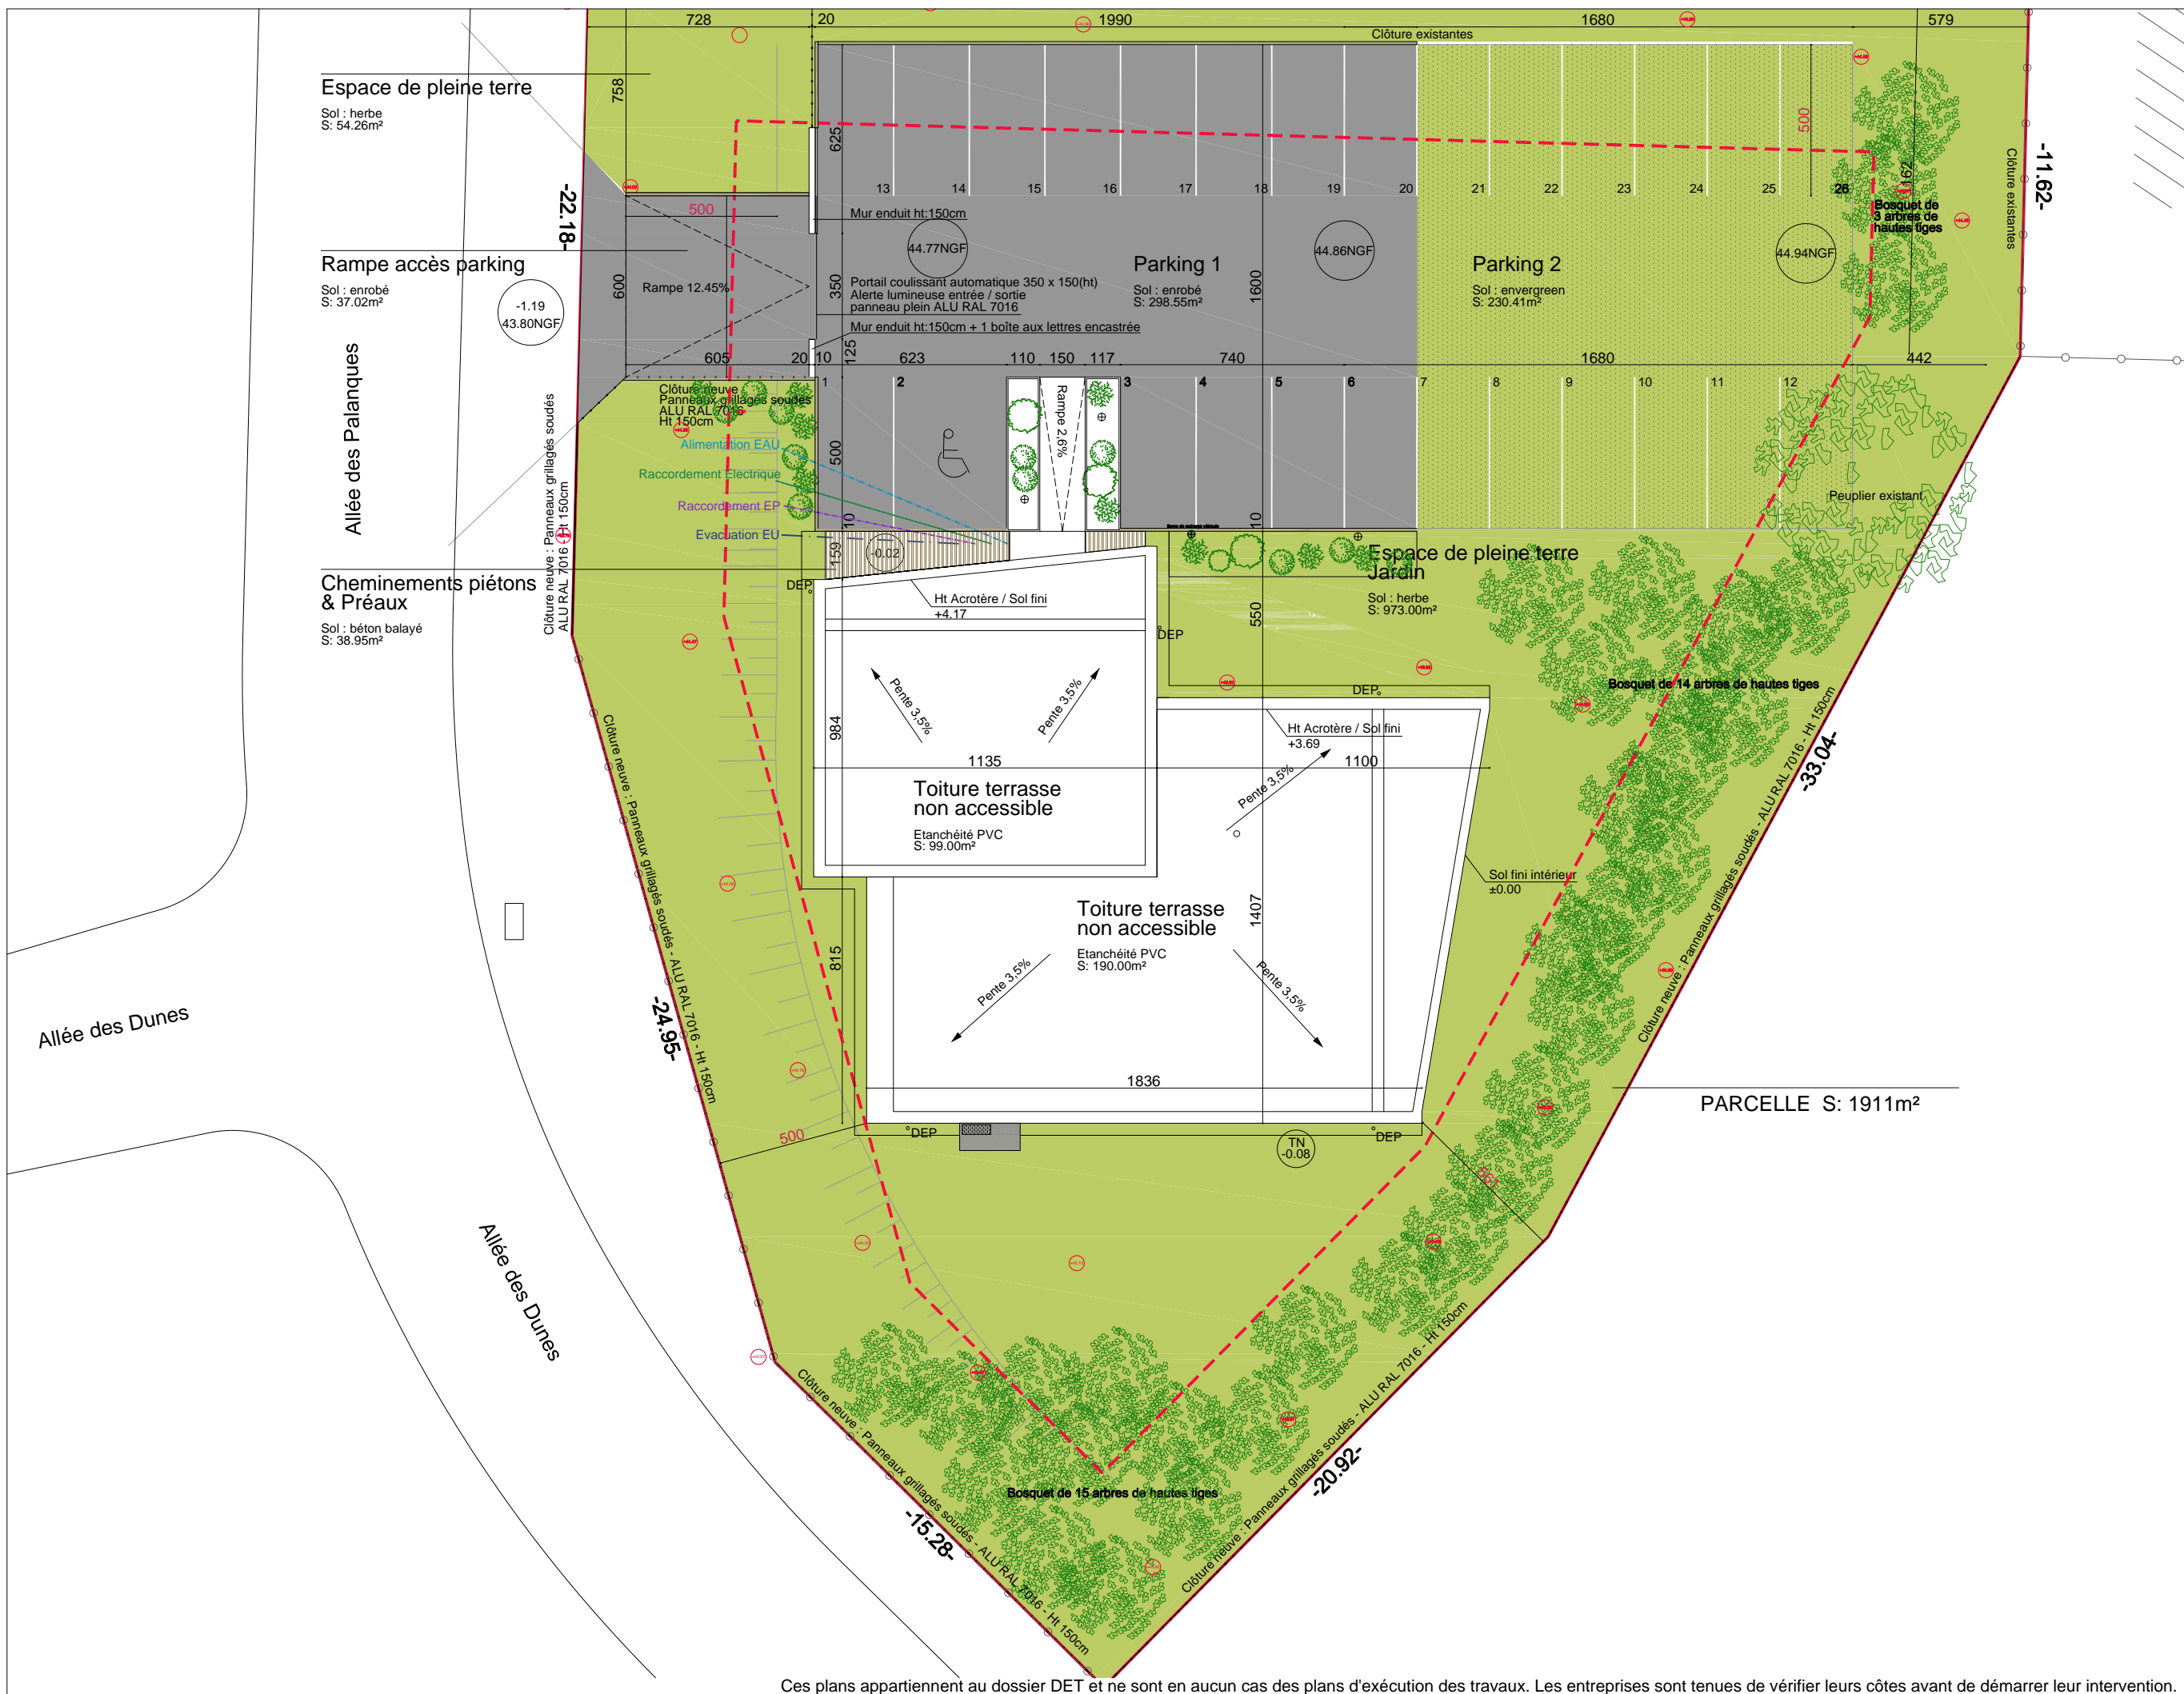 728
20
1990
1680
579
Clôture existantes
Espace de pleine terre
Sol : herbe
S: 54.26m²
758
625
500
-22.18-
-11.62-
Clôture existantes
1162
13
14
15
16
17
18
19
20
21
22
23
24
25
26
Bosquet de
3 arbres de
hautes tiges
500
Mur enduit ht:150cm
44.77NGF
44.86NGF
44.94NGF
Rampe accès parking
Sol : enrobé
S: 37.02m²
-1.19
43.80NGF
600
Rampe 12.45%
350
Portail coulissant automatique 350 x 150(ht)
Alerte lumineuse entrée / sortie
panneau plein ALU RAL 7016
Mur enduit ht:150cm + 1 boîte aux lettres encastrée
Parking 1
Sol : enrobé
S: 298.55m²
1600
Parking 2
Sol : envergreen
S: 230.41m²
Allée des Palanques
605
20
10
125
623
110
150
117
740
1680
442
1
2
3
4
5
6
7
8
9
10
11
12
Clôture neuve
Panneaux grillagés soudés
ALU RAL 7016
Ht 150cm
Rampe 2,6%
500
Alimentation EAU
Raccordement Electrique
Raccordement EP
Evacuation EU
Clôture neuve : Panneaux grillagés soudés
ALU RAL 7016 - Ht 150cm
Peuplier existant
10
10
159
-0.02
Cheminements piétons
& Préaux
Sol : béton balayé
S: 38.95m²
DEP
Ht Acrotère / Sol fini
+4.17
Espace de pleine terre
Jardin
Sol : herbe
S: 973.00m²
550
DEP
DEP
Bosquet de 14 arbres de hautes tiges
Pente 3,5%
Pente 3,5%
984
Ht Acrotère / Sol fini
+3.69
1135
1100
Pente 3,5%
Toiture terrasse
non accessible
Etanchéité PVC
S: 99.00m²
Clôture neuve : Panneaux grillagés soudés - ALU RAL 7016 - Ht 150cm
-33.04-
Clôture neuve : Panneaux grillagés soudés - ALU RAL 7016 - Ht 150cm
Sol fini intérieur
±0.00
Toiture terrasse
non accessible
Etanchéité PVC
S: 190.00m²
1407
815
Pente 3,5%
Pente 3,5%
Allée des Dunes
-24.95-
1836
PARCELLE S: 1911m²
500
DEP
TN
-0.08
DEP
561
Allée des Dunes
Clôture neuve : Panneaux grillagés soudés - ALU RAL 7016 - Ht 150cm
-15.28-
Bosquet de 15 arbres de hautes tiges
Clôture neuve : Panneaux grillagés soudés - ALU RAL 7016 - Ht 150cm
-20.92-
Ces plans appartiennent au dossier DET et ne sont en aucun cas des plans d'exécution des travaux. Les entreprises sont tenues de vérifier leurs côtes avant de démarrer leur intervention.